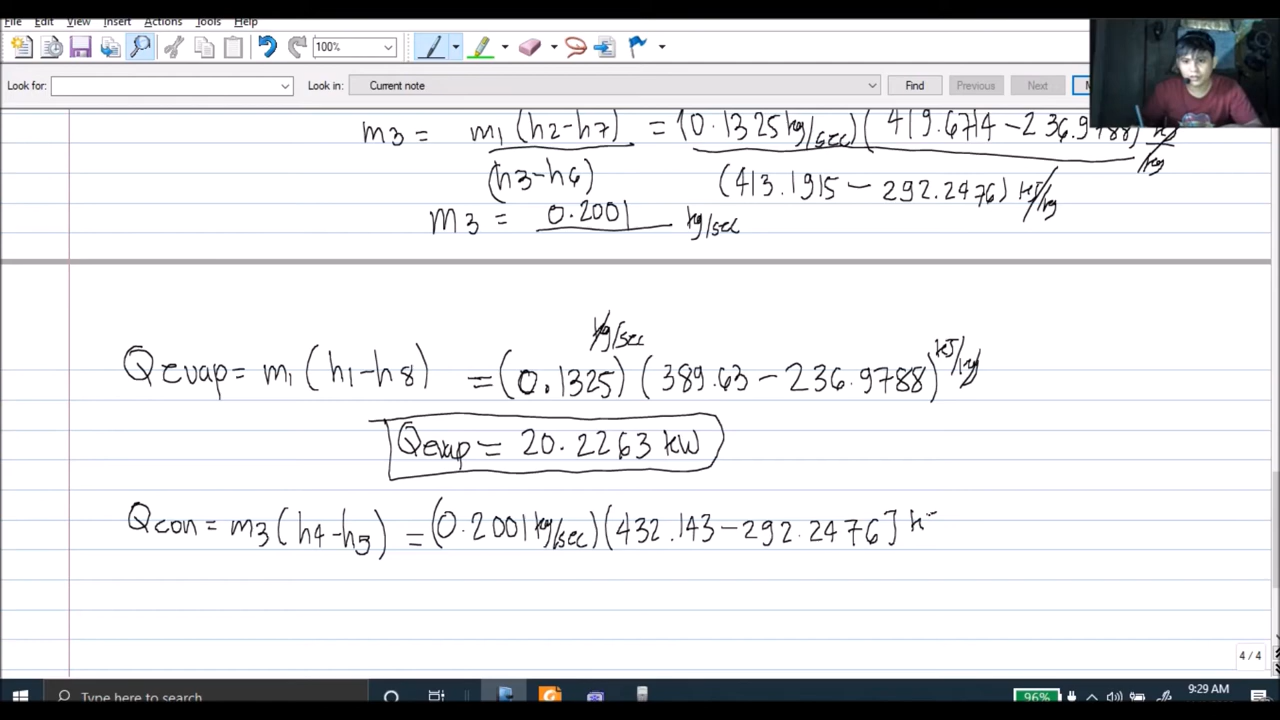 File Edit View Insert Actions Tools Help
100%
Look for: Look in: Current note Find Previous Next
m3 = m1 (h2-h7) = (0.1325 kg/sec)(419.6714 - 236.9788) kJ/kg
(h3-h6) (413.1915 - 292.2476) kJ/kg
m3 = 0.2001 kg/sec
kg/sec
Qevap = m1 (h1-h8) = (0.1325) (389.63 - 236.9788) kJ/kg
Qevap = 20.2263 kW
Qcon = m3 (h4-h5) = (0.2001 kg/sec)(432.143 - 292.2476]
4 / 4
Type here to search
96%
9:29 AM